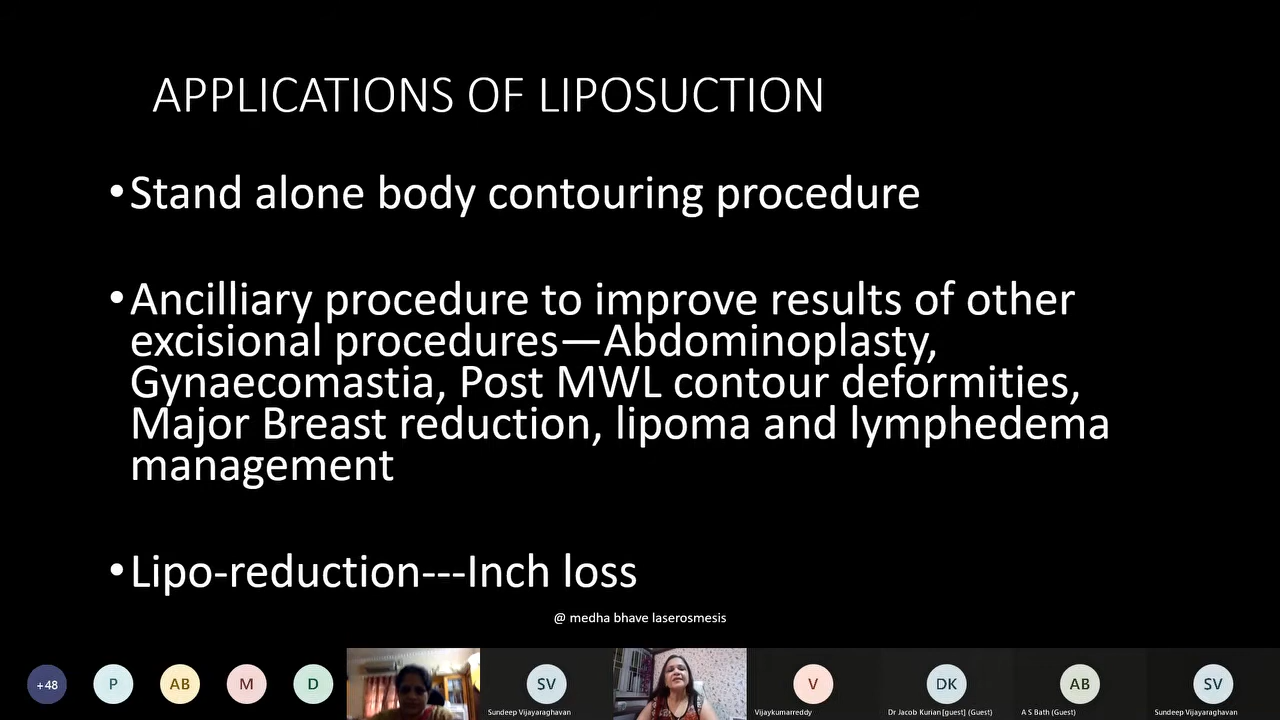 APPLICATIONS OF LIPOSUCTION
•Stand alone body contouring procedure
•Ancilliary procedure to improve results of other
excisional procedures—Abdominoplasty,
Gynaecomastia, Post MWL contour deformities,
Major Breast reduction, lipoma and lymphedema
management
•Lipo-reduction---Inch loss
@ medha bhave laserosmesis
+48 P AB M D SV V DK AB SV
Sundeep Vijayaraghavan Vijaykumarreddy Dr Jacob Kurian[guest] (Guest) A S Bath (Guest) Sundeep Vijayaraghavan